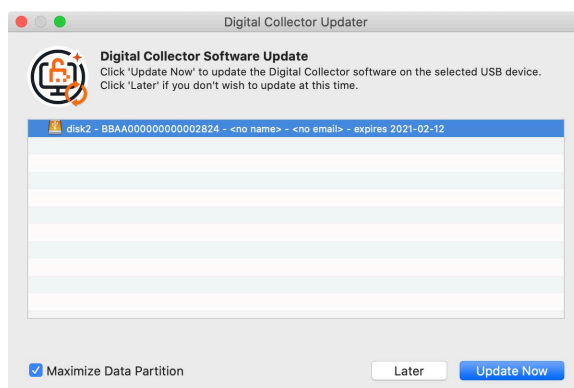 Digital Collector Updater
Digital Collector Software Update
Click 'Update Now' to update the Digital Collector software on the selected USB device.
Click 'Later' if you don't wish to update at this time.
disk2 - BBAA000000000002824 - <no name> - <no email> - expires 2021-02-12
Maximize Data Partition
Later
Update Now